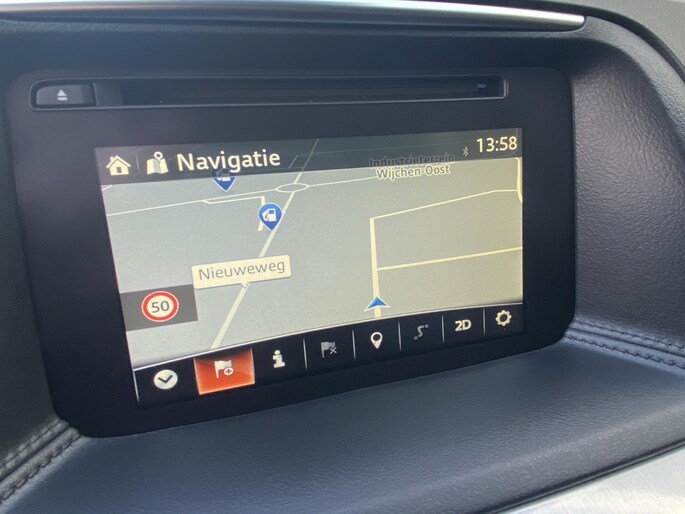 Navigatie
13:58
Industrieterrein
Wijchen-Oost
Nieuweweg
50
2D